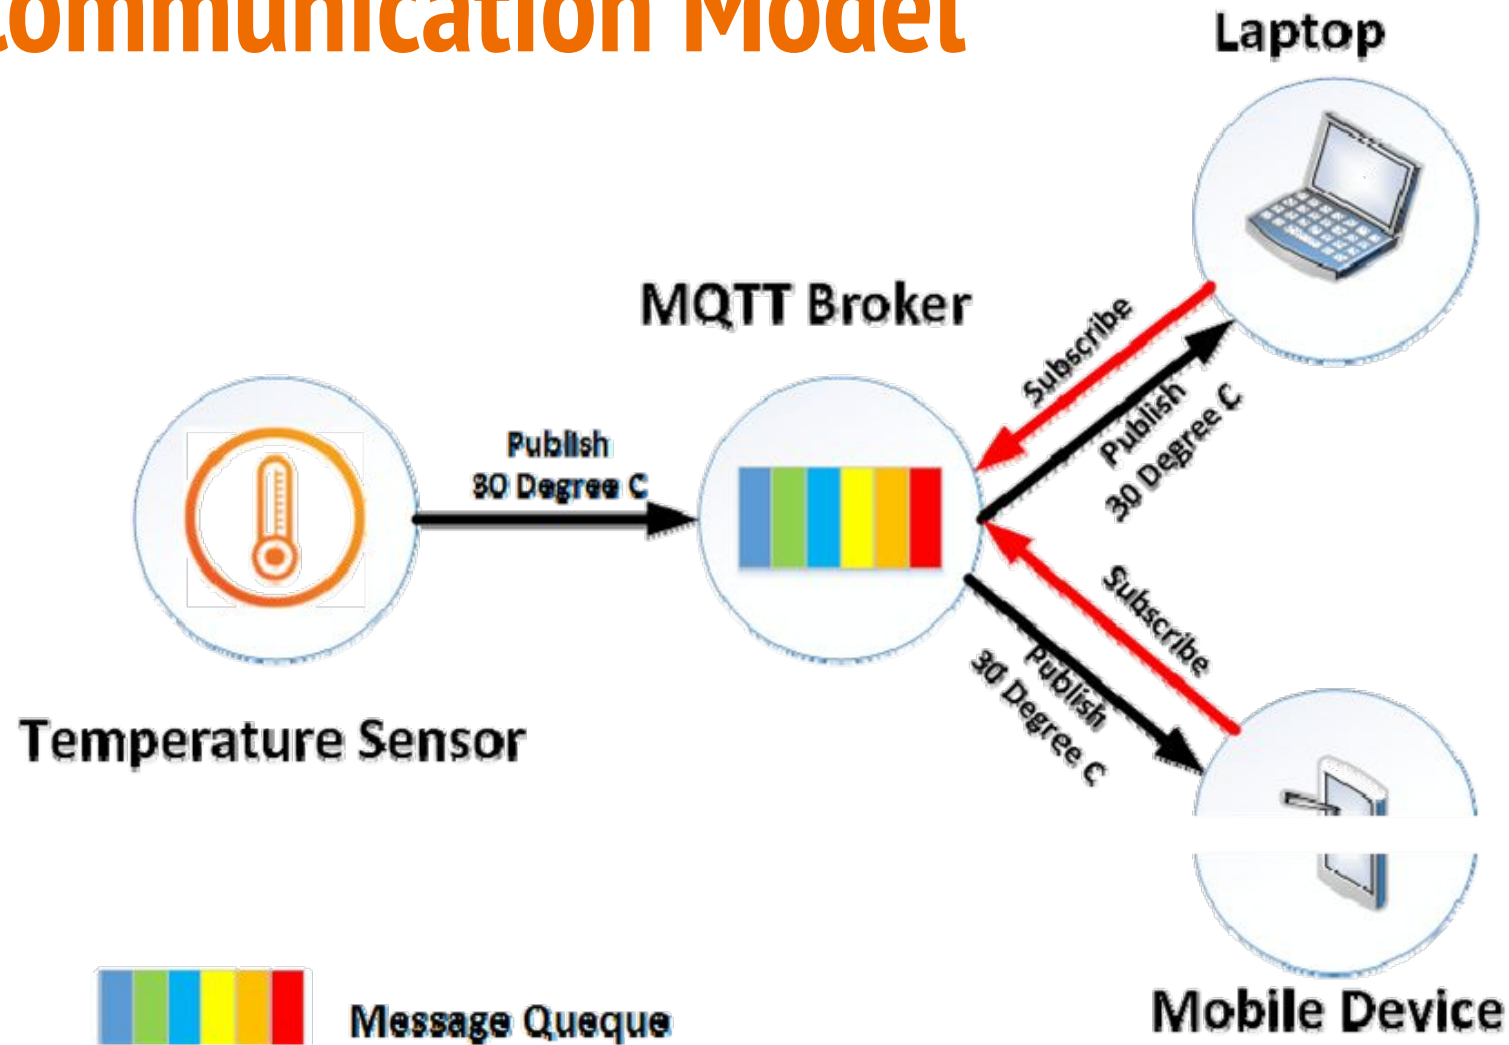 Communication Model
Laptop
MQTT Broker
Subscribe
Publish
30 Degree C
Publish
30 Degree C
Subscribe
Publish
30 Degree C
Temperature Sensor
Mobile Device
Message Queque